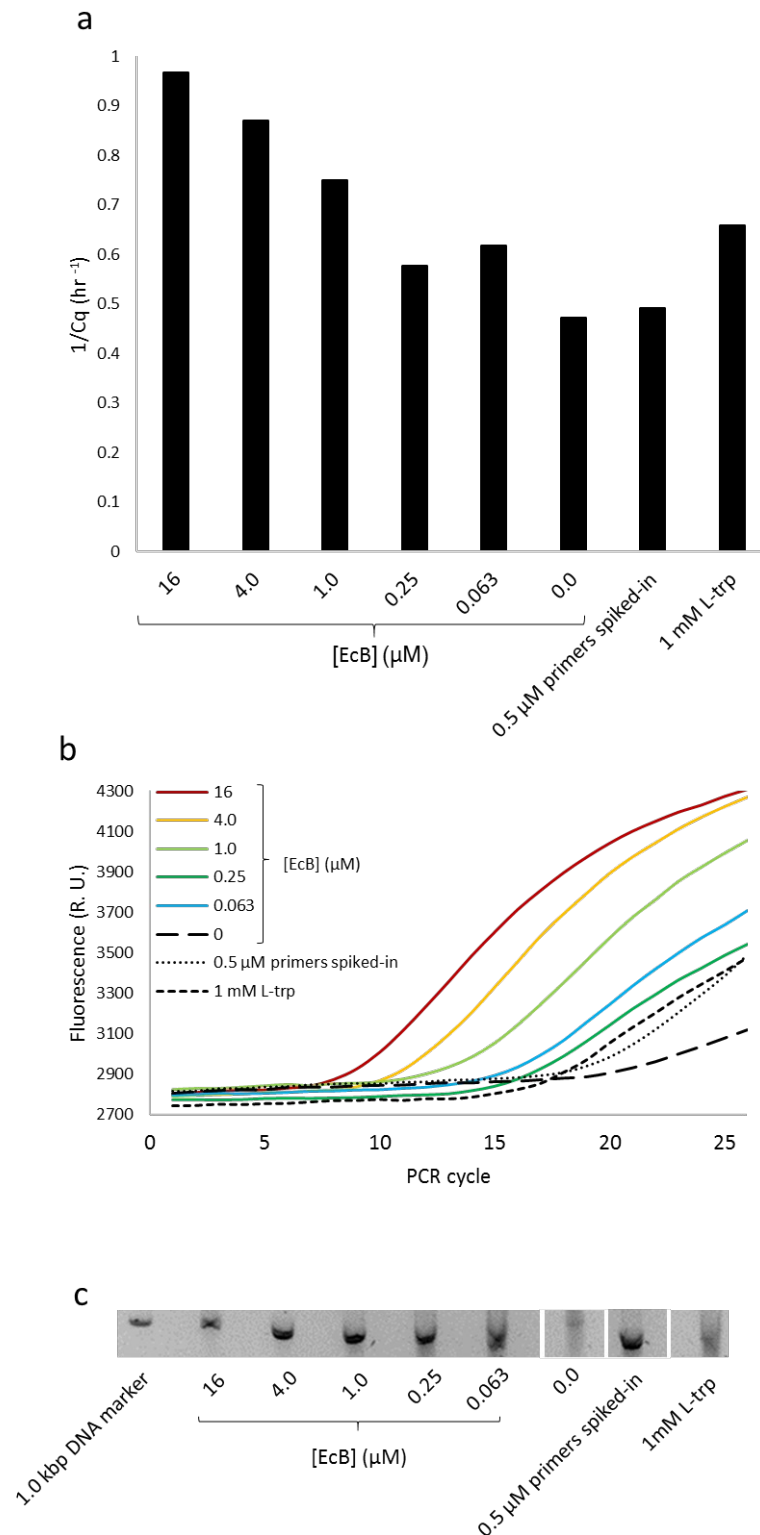 a
1
0.9
0.8
0.7
0.6
0.5
0.4
0.3
0.2
0.1
0
1/Cq (hr -1)
16
4.0
1.0
0.25
0.063
0.0
0.5 µM primers spiked-in
1 mM L-trp
[EcB] (µM)
b
4300
4100
3900
3700
3500
3300
3100
2900
2700
Fluorescence (R. U.)
16
4.0
1.0
0.25
0.063
0
[EcB] (µM)
0.5 µM primers spiked-in
1 mM L-trp
0 5 10 15 20 25
PCR cycle
c
1.0 kbp DNA marker
16
4.0
1.0
0.25
0.063
0.0
0.5 µM primers spiked-in
1mM L-trp
[EcB] (µM)